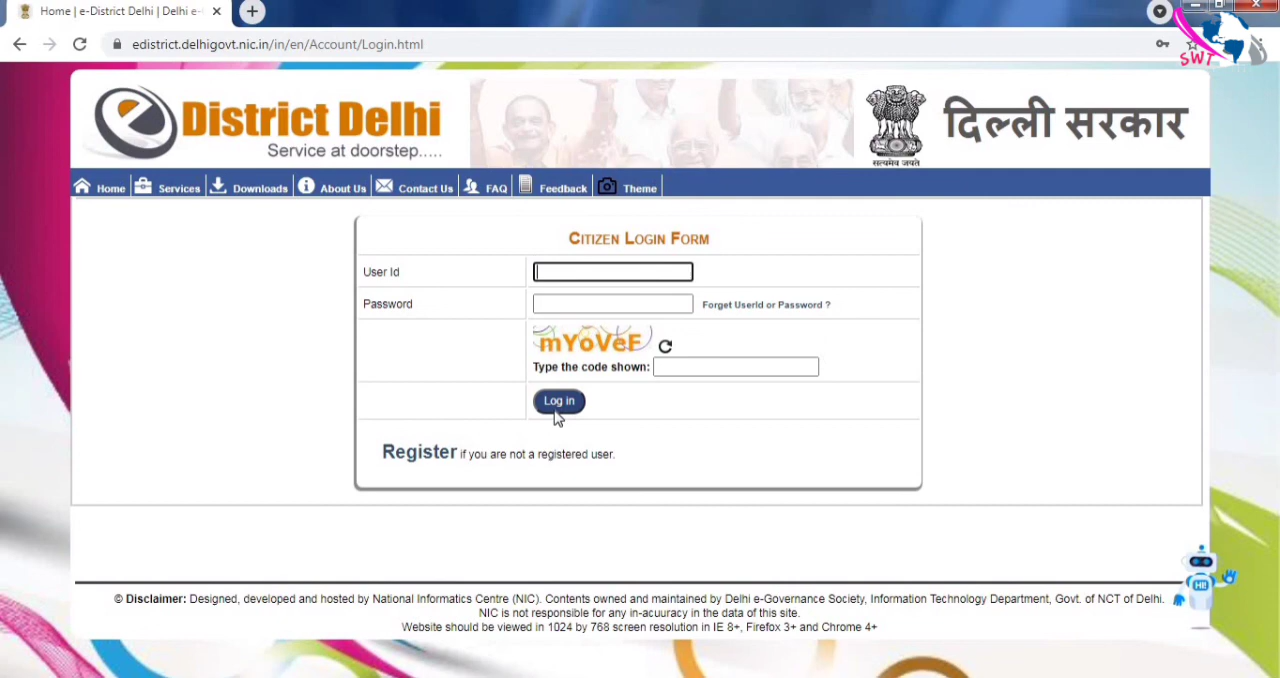 Home | e-District Delhi | Delhi e-
edistrict.delhigovt.nic.in/in/en/Account/Login.html
SWT
District Delhi
Service at doorstep.....
सत्यमेव जयते
दिल्ली सरकार
Home Services Downloads About Us Contact Us FAQ Feedback Theme
CITIZEN LOGIN FORM
User Id
Password Forget UserId or Password ?
mYoVeF
Type the code shown:
Log in
Register if you are not a registered user.
HI!
© Disclaimer: Designed, developed and hosted by National Informatics Centre (NIC). Contents owned and maintained by Delhi e-Governance Society, Information Technology Department, Govt. of NCT of Delhi.
NIC is not responsible for any in-acuuracy in the data of this site.
Website should be viewed in 1024 by 768 screen resolution in IE 8+, Firefox 3+ and Chrome 4+